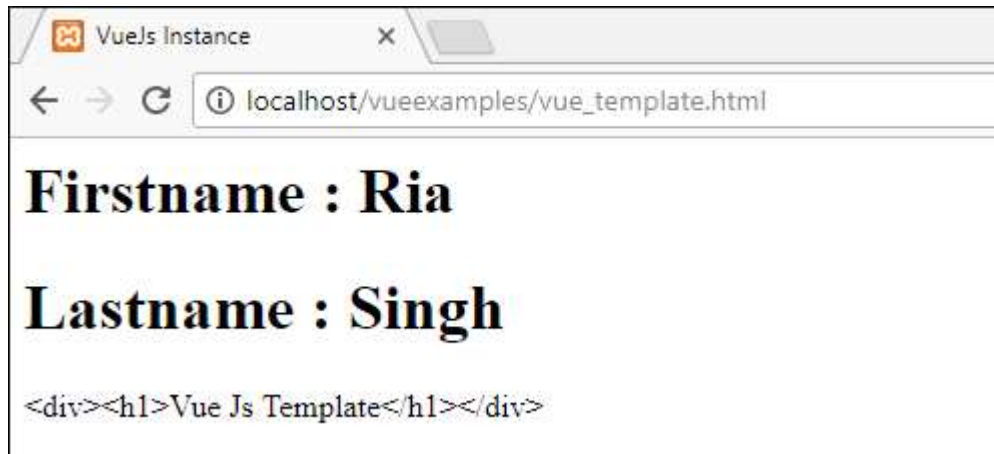 VueJs Instance
localhost/vueexamples/vue_template.html
Firstname : Ria
Lastname : Singh
<div><h1>Vue Js Template</h1></div>